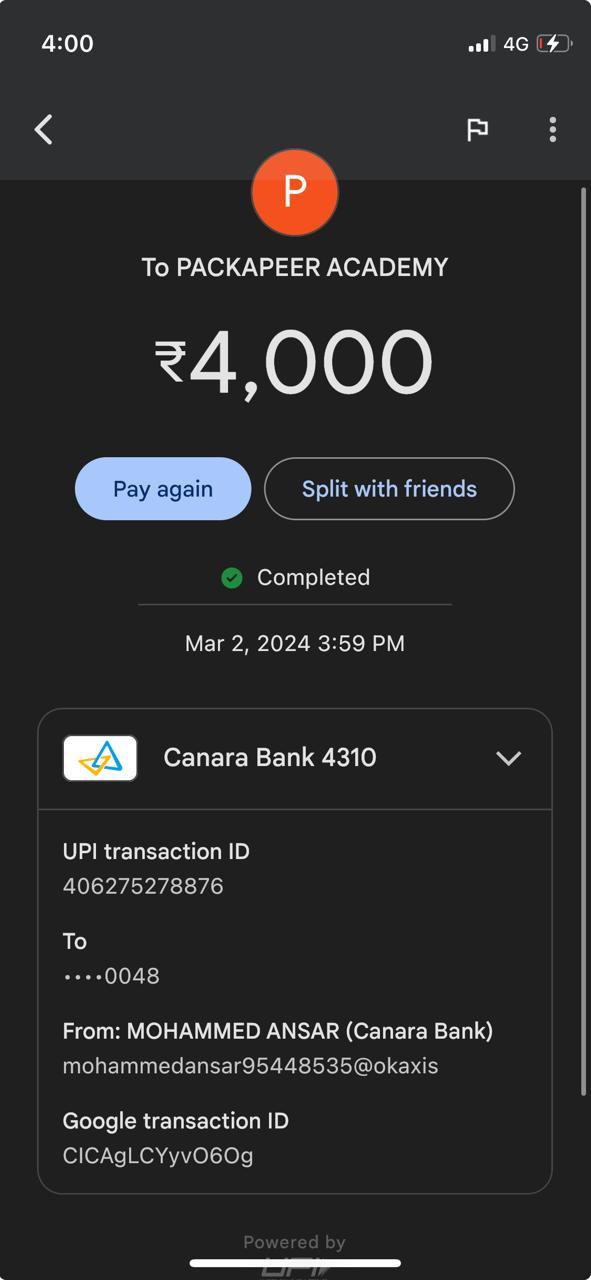 4:00
4G
P
To PACKAPEER ACADEMY
₹4,000
Pay again
Split with friends
Completed
Mar 2, 2024 3:59 PM
Canara Bank 4310
UPI transaction ID
406275278876
To
••••0048
From: MOHAMMED ANSAR (Canara Bank)
mohammedansar95448535@okaxis
Google transaction ID
CICAgLCYyvO6Og
Powered by
UPI